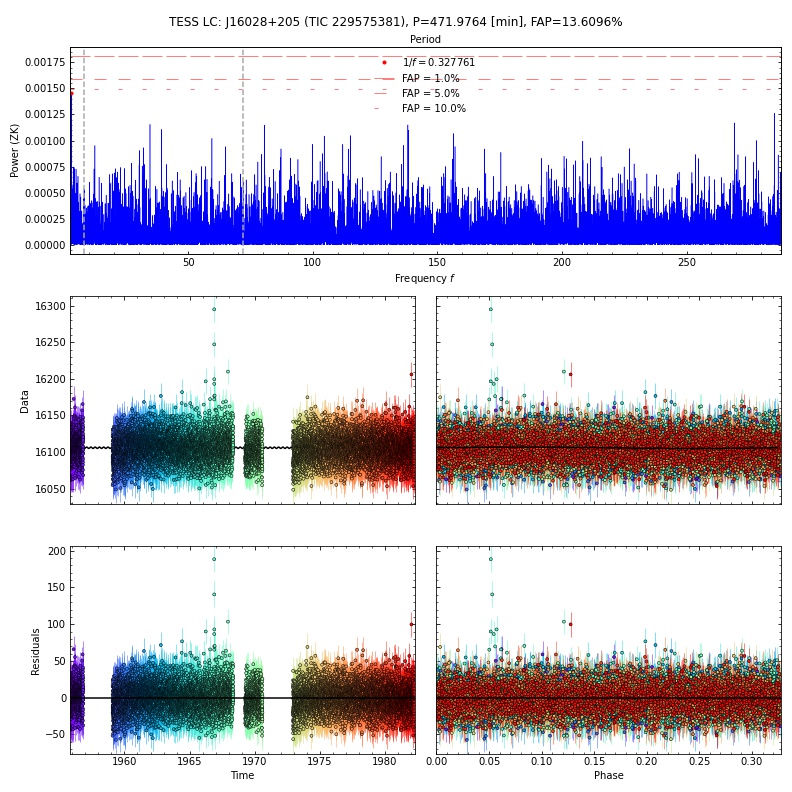 TESS LC: J16028+205 (TIC 229575381), P=471.9764 [min], FAP=13.6096%
Period
0.00175
0.00150
0.00125
0.00100
0.00075
0.00050
0.00025
0.00000
Power (ZK)
1/f = 0.327761
FAP = 1.0%
FAP = 5.0%
FAP = 10.0%
50 100 150 200 250
Frequency f
16300
16250
16200
16150
16100
16050
Data
200
150
100
50
0
−50
Residuals
1960 1965 1970 1975 1980
Time
0.00 0.05 0.10 0.15 0.20 0.25 0.30
Phase